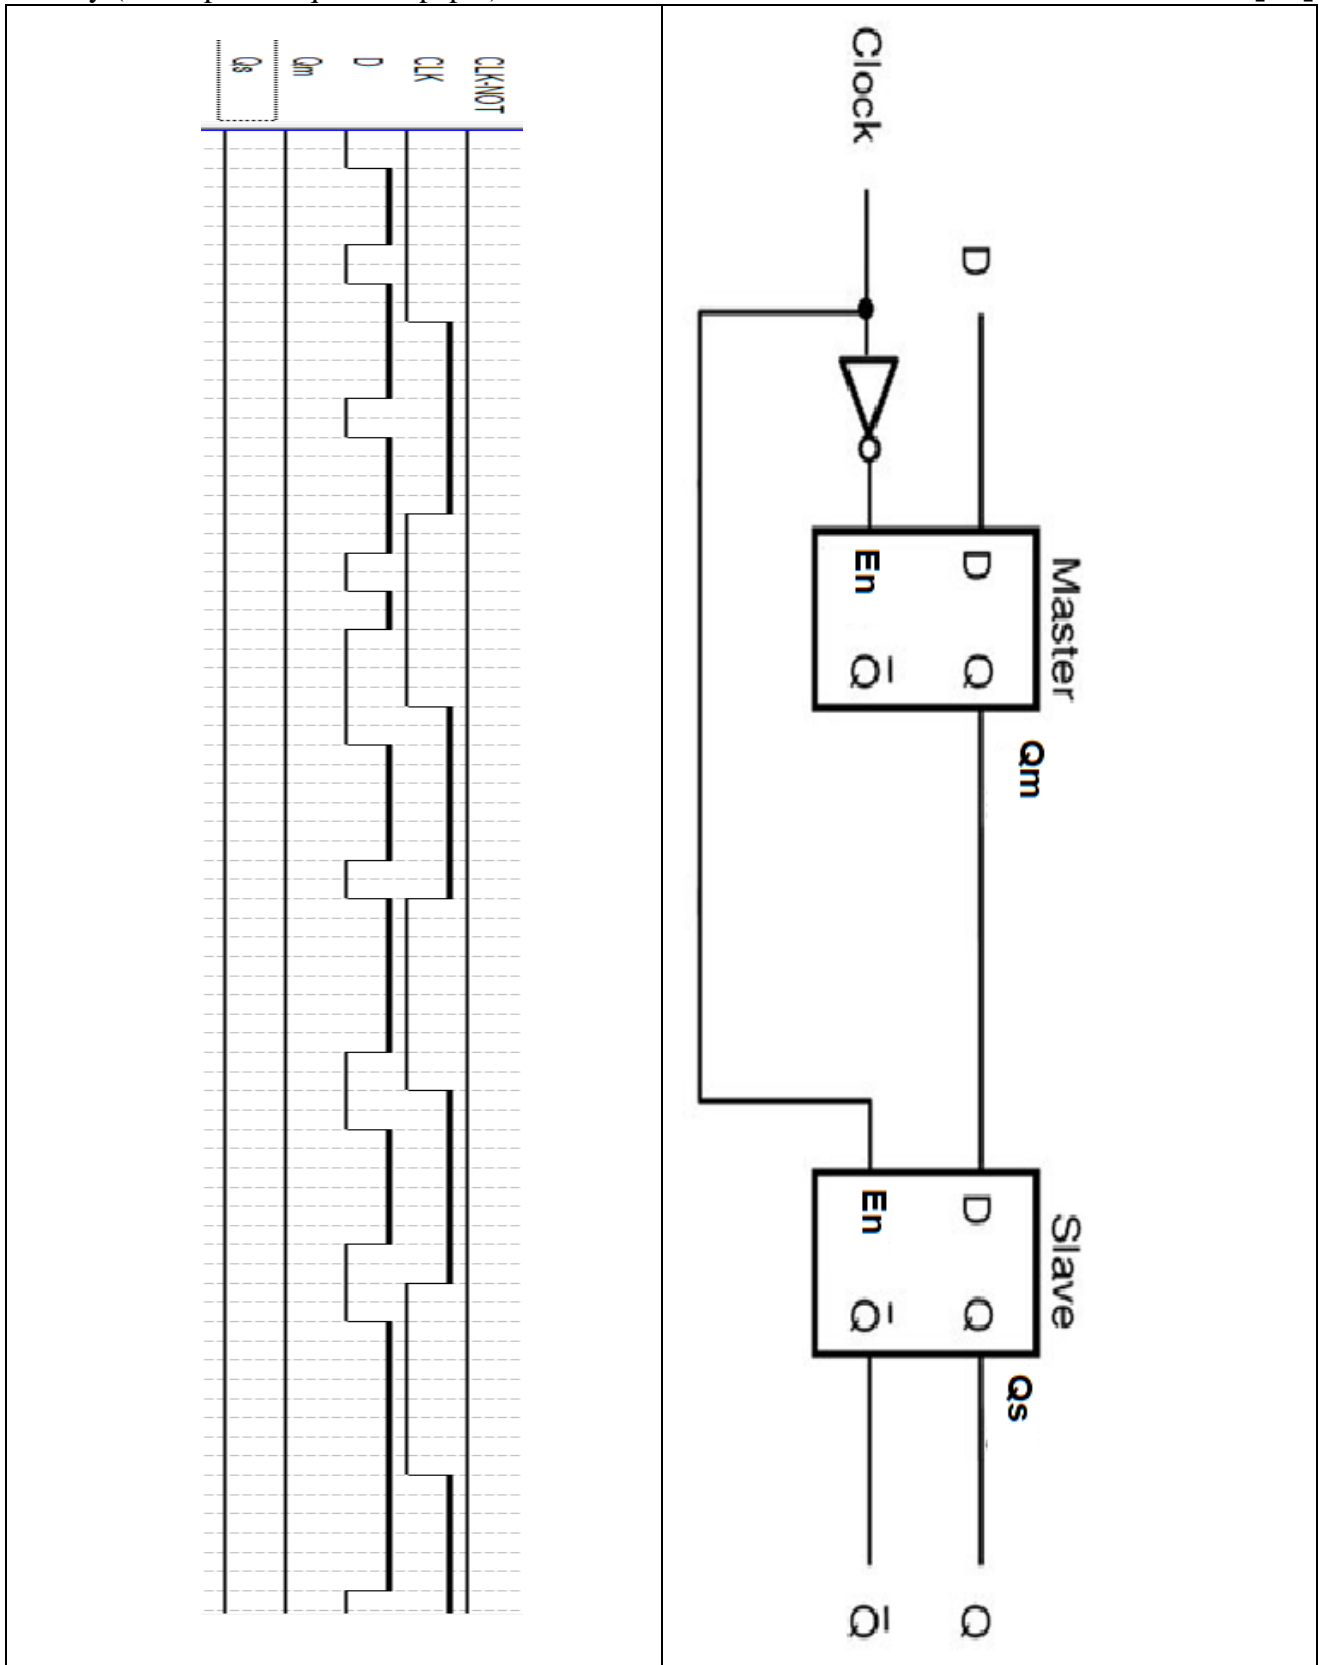 Master
Slave
Qm
Qs
D
D Q
D Q
Q
Clock
En Q̅
En Q̅
Q̅
CLK-NOT
CLK
D
Qm
Qs